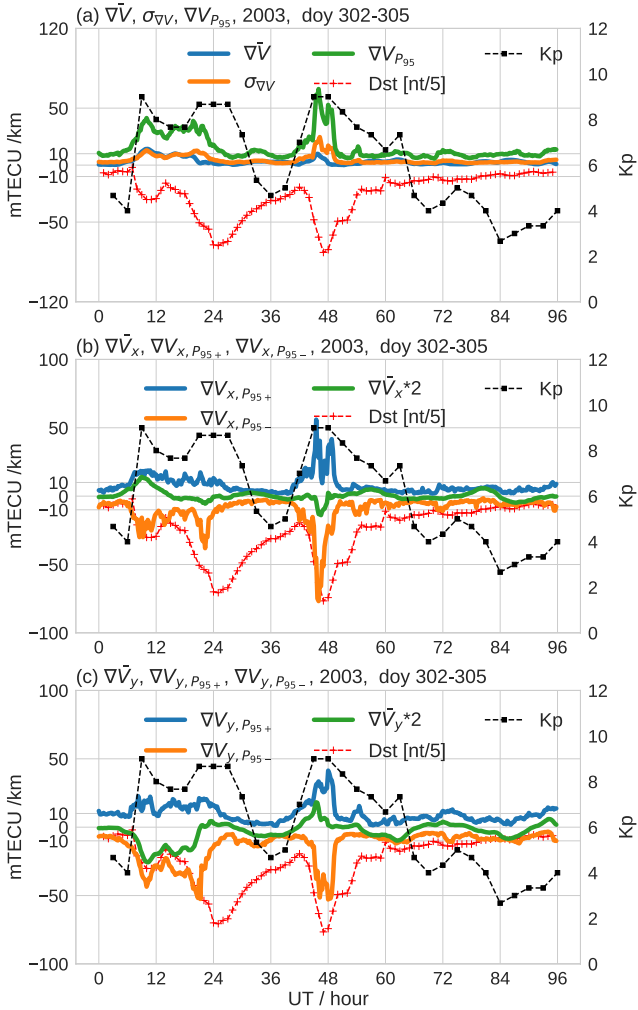 (a) ∇V̄, σ∇V, ∇VP95, 2003, doy 302-305
120
50
10
0
−10
−50
−120
mTECU /km
∇V̄
σ∇V
∇VP95
Dst [nt/5]
Kp
12
10
8
6
4
2
0
Kp
0 12 24 36 48 60 72 84 96
(b) ∇V̄x, ∇Vx, P95+, ∇Vx, P95−, 2003, doy 302-305
100
50
10
0
−10
−50
−100
mTECU /km
∇Vx, P95+
∇Vx, P95−
∇V̄x*2
Dst [nt/5]
Kp
12
10
8
6
4
2
0
Kp
0 12 24 36 48 60 72 84 96
(c) ∇V̄y, ∇Vy, P95+, ∇Vy, P95−, 2003, doy 302-305
100
50
10
0
−10
−50
−100
mTECU /km
∇Vy, P95+
∇Vy, P95−
∇V̄y*2
Dst [nt/5]
Kp
12
10
8
6
4
2
0
Kp
0 12 24 36 48 60 72 84 96
UT / hour